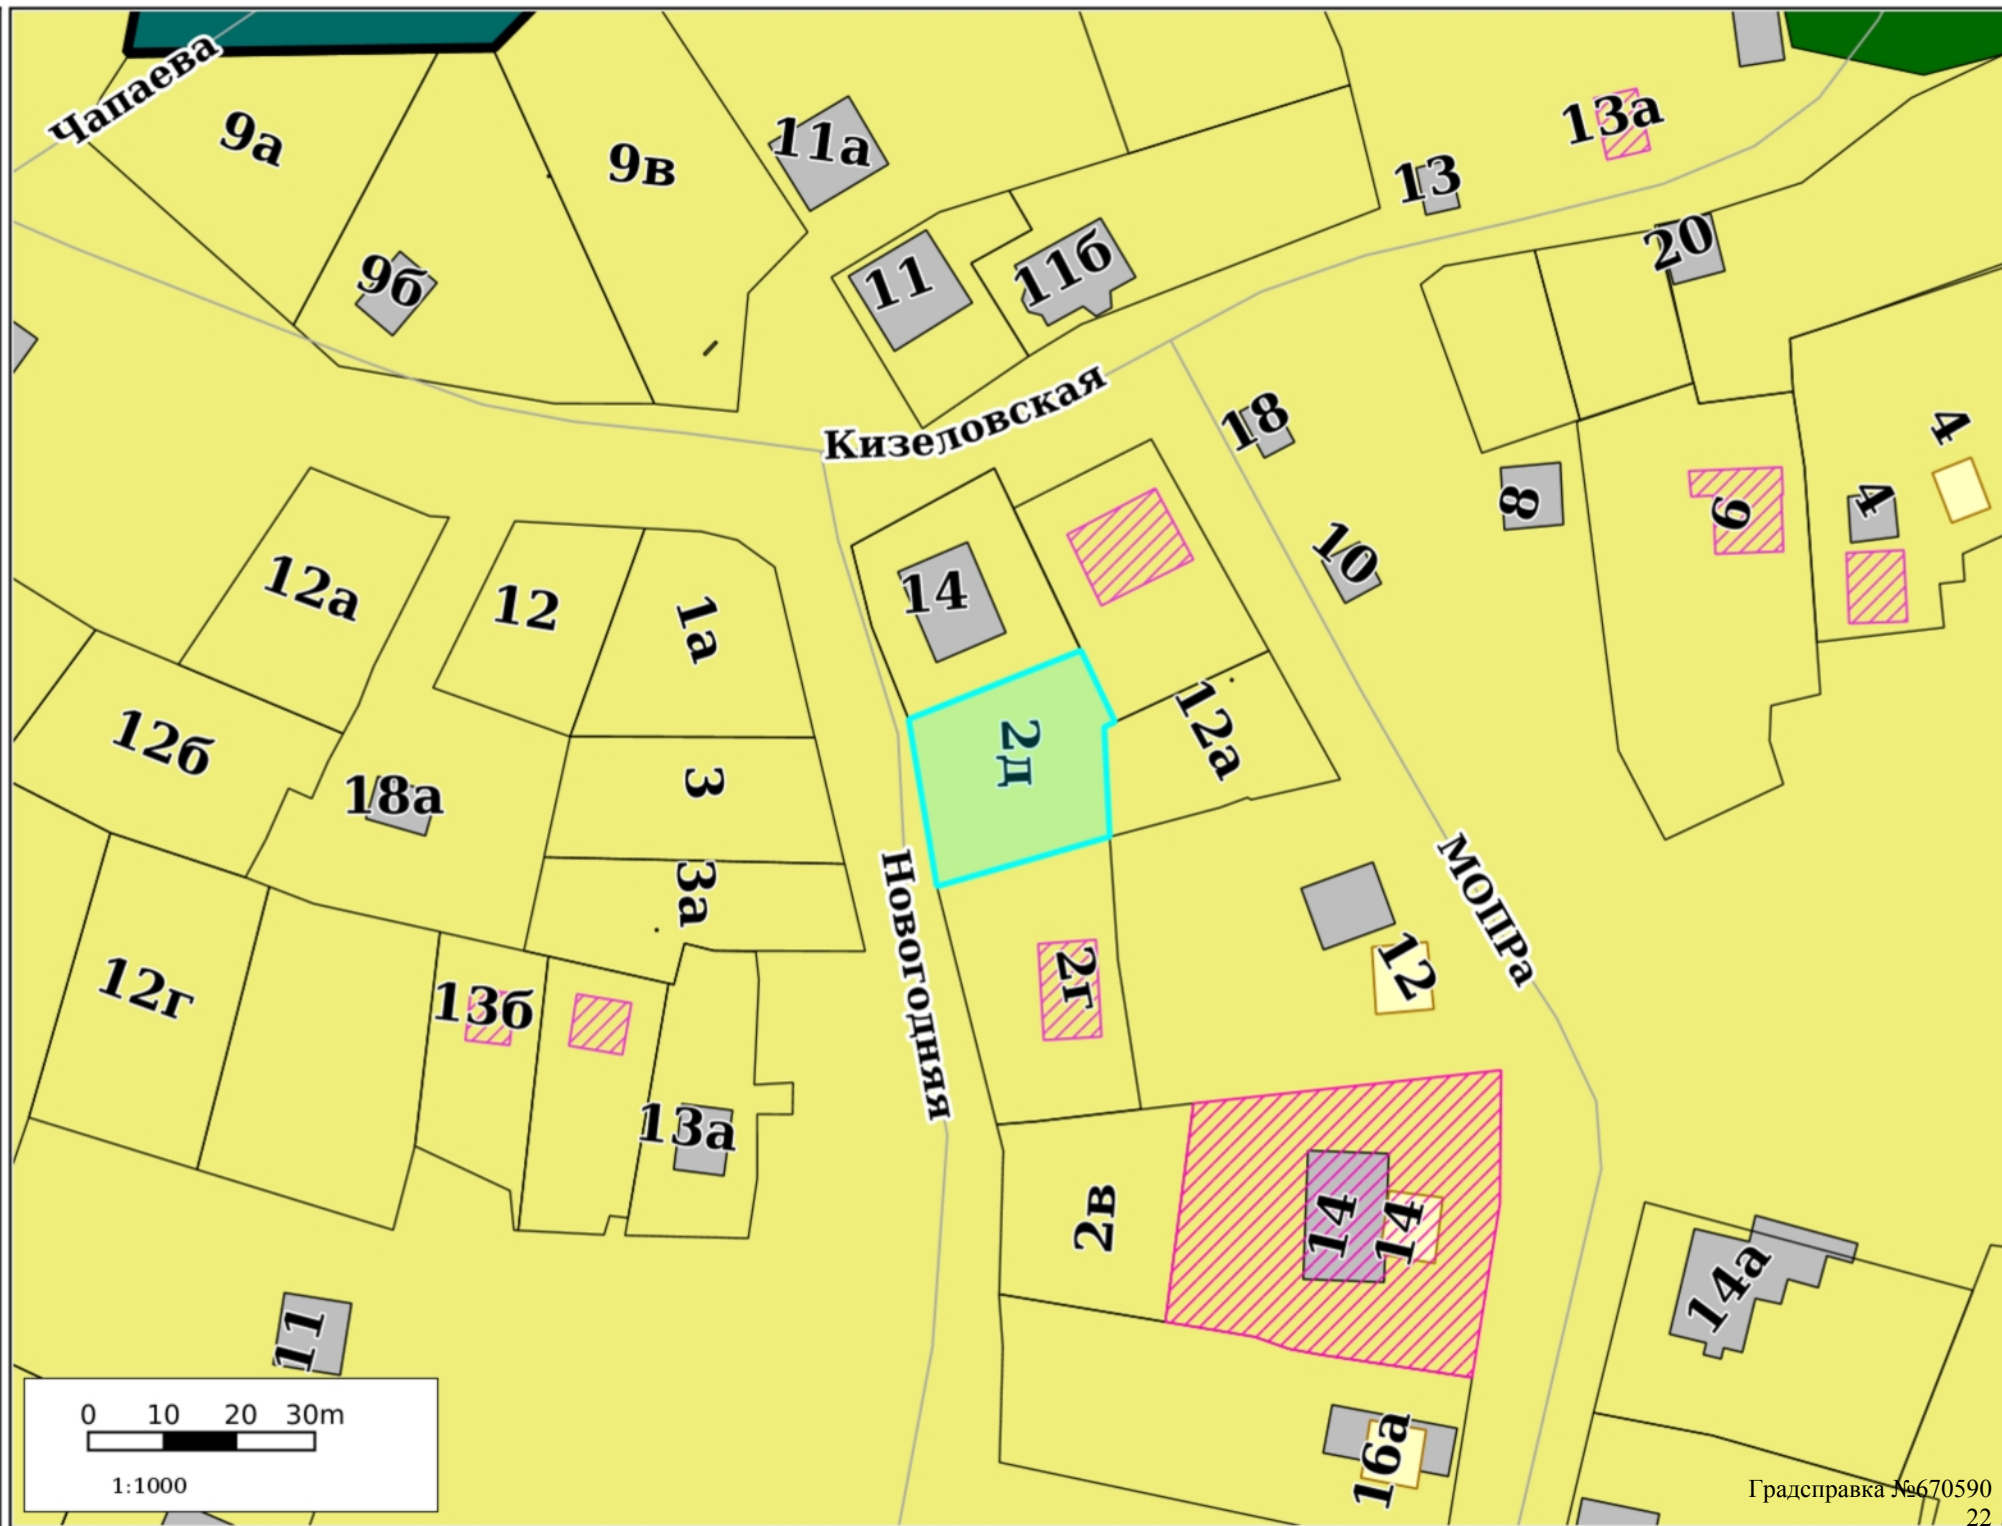 Чапаева
9а
9б
9в
11а
11
11б
13
13а
20
4
Кизеловская
18
8
6
4
10
14
12а
12
1а
2д
12а
12б
18а
3
3а
Новогодняя
МОПРа
12
2г
12г
13б
13а
2в
14
14
14а
11
16а
0 10 20 30m
1:1000
Градсправка №670590
22